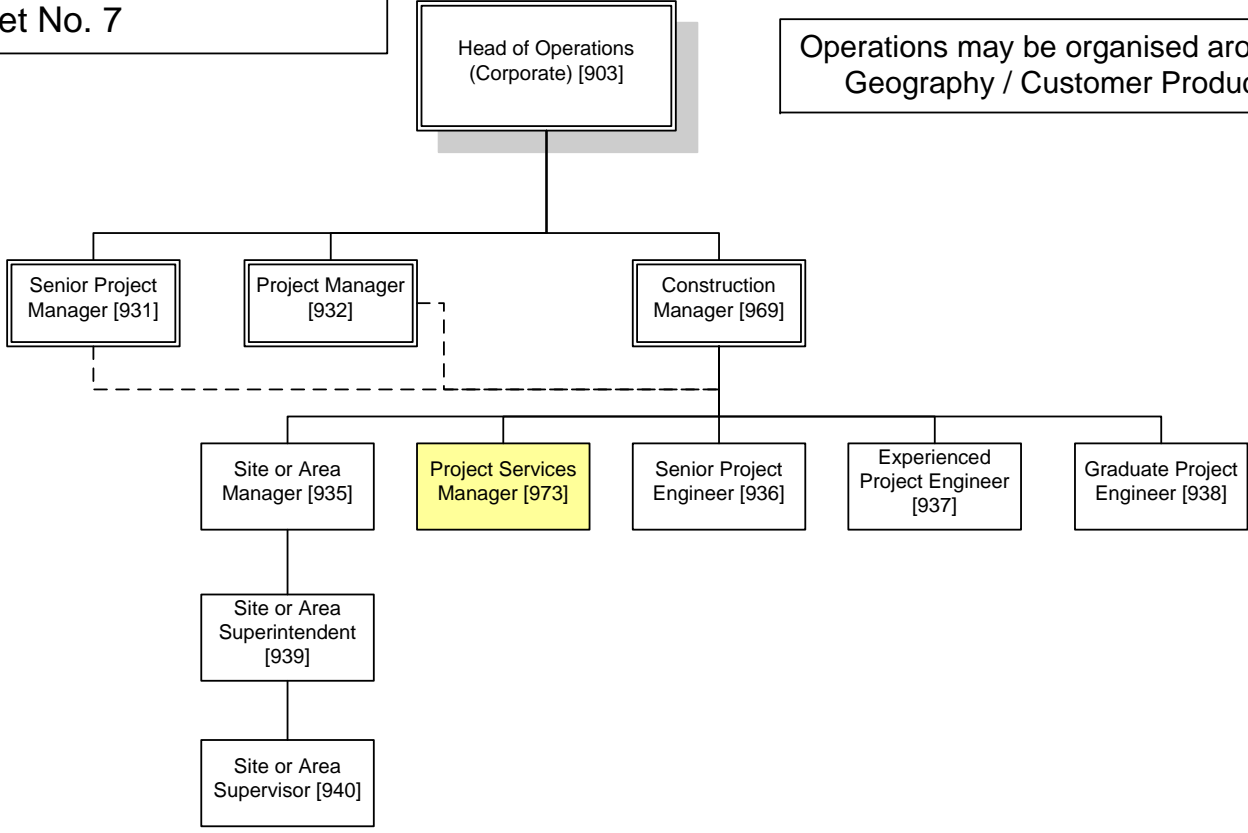 et No. 7
Head of Operations
(Corporate) [903]
Operations may be organised aro
Geography / Customer Produc
Senior Project
Manager [931]
Project Manager
[932]
Construction
Manager [969]
Site or Area
Manager [935]
Project Services
Manager [973]
Senior Project
Engineer [936]
Experienced
Project Engineer
[937]
Graduate Project
Engineer [938]
Site or Area
Superintendent
[939]
Site or Area
Supervisor [940]